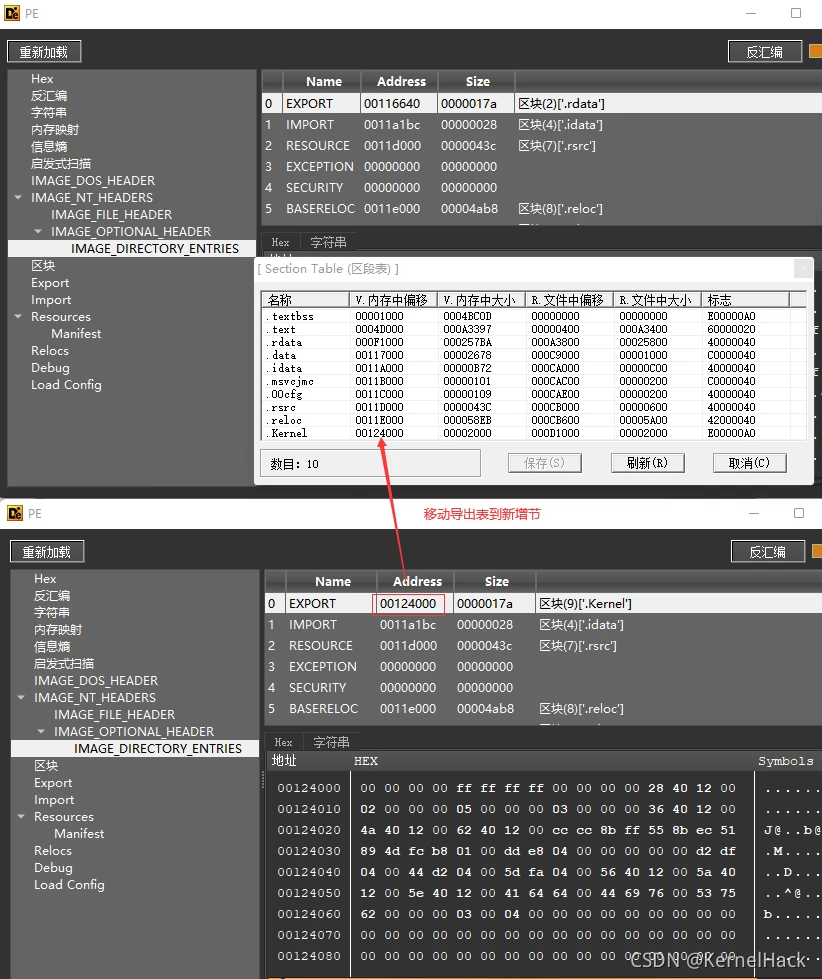 PE
重新加载
反汇编
Hex
反汇编
字符串
内存映射
信息熵
启发式扫描
IMAGE_DOS_HEADER
IMAGE_NT_HEADERS
IMAGE_FILE_HEADER
IMAGE_OPTIONAL_HEADER
IMAGE_DIRECTORY_ENTRIES
区块
Export
Import
Resources
Manifest
Relocs
Debug
Load Config
Name Address Size
0 EXPORT 00116640 0000017a 区块(2)['.rdata']
1 IMPORT 0011a1bc 00000028 区块(4)['.idata']
2 RESOURCE 0011d000 0000043c 区块(7)['.rsrc']
3 EXCEPTION 00000000 00000000
4 SECURITY 00000000 00000000
5 BASERELOC 0011e000 00004ab8 区块(8)['.reloc']
Hex 字符串
[ Section Table (区段表) ]
名称 V.内存中偏移 V.内存中大小 R.文件中偏移 R.文件中大小 标志
.textbss 00001000 0004BC0D 00000000 00000000 E00000A0
.text 0004D000 000A3397 00000400 000A3400 60000020
.rdata 000F1000 000257BA 000A3800 00025800 40000040
.data 00117000 00002678 000C9000 00001000 C0000040
.idata 0011A000 00000B72 000CA000 00000C00 40000040
.msvcjmc 0011B000 00000101 000CAC00 00000200 C0000040
.00cfg 0011C000 00000109 000CAE00 00000200 40000040
.rsrc 0011D000 0000043C 000CB000 00000600 40000040
.reloc 0011E000 000058EB 000CB600 00005A00 42000040
.Kernel 00124000 00002000 000D1000 00002000 E00000A0
数目：10
保存(S)
刷新(R)
取消(C)
PE
移动导出表到新增节
重新加载
反汇编
Hex
反汇编
字符串
内存映射
信息熵
启发式扫描
IMAGE_DOS_HEADER
IMAGE_NT_HEADERS
IMAGE_FILE_HEADER
IMAGE_OPTIONAL_HEADER
IMAGE_DIRECTORY_ENTRIES
区块
Export
Import
Resources
Manifest
Relocs
Debug
Load Config
Name Address Size
0 EXPORT 00124000 0000017a 区块(9)['.Kernel']
1 IMPORT 0011a1bc 00000028 区块(4)['.idata']
2 RESOURCE 0011d000 0000043c 区块(7)['.rsrc']
3 EXCEPTION 00000000 00000000
4 SECURITY 00000000 00000000
5 BASERELOC 0011e000 00004ab8 区块(8)['.reloc']
Hex 字符串
地址 HEX Symbols
00124000 00 00 00 00 ff ff ff ff 00 00 00 00 28 40 12 00 ......
00124010 02 00 00 00 05 00 00 00 03 00 00 00 36 40 12 00 ......
00124020 4a 40 12 00 62 40 12 00 cc cc 8b ff 55 8b ec 51 J@..b@
00124030 89 4d fc b8 01 00 dd e8 04 00 00 00 00 00 d2 df .M....
00124040 04 00 44 d2 04 00 5d fa 04 00 56 40 12 00 5a 40 ..D...
00124050 12 00 5e 40 12 00 41 64 64 00 44 69 76 00 53 75 ..^@..
00124060 62 00 00 00 03 00 04 00 00 00 00 00 00 00 00 00 b.....
00124070 00 00 00 00 00 00 00 00 00 00 00 00 00 00 00 00 ......
00124080 00 00 00 00 00 00 00 00 00 00 00 00 00 00 00 00
CSDN @KernelHack